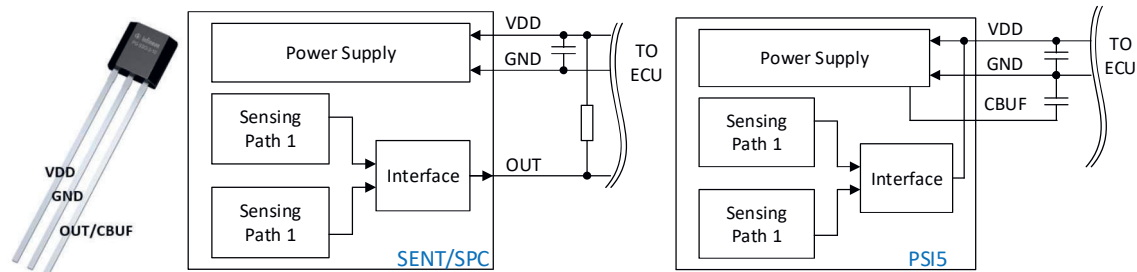 VDD
GND
OUT/CBUF
Power Supply
VDD
GND
TO
ECU
Sensing
Path 1
Sensing
Path 1
Interface
OUT
SENT/SPC
Power Supply
VDD
GND
CBUF
TO
ECU
Sensing
Path 1
Sensing
Path 1
Interface
PSI5